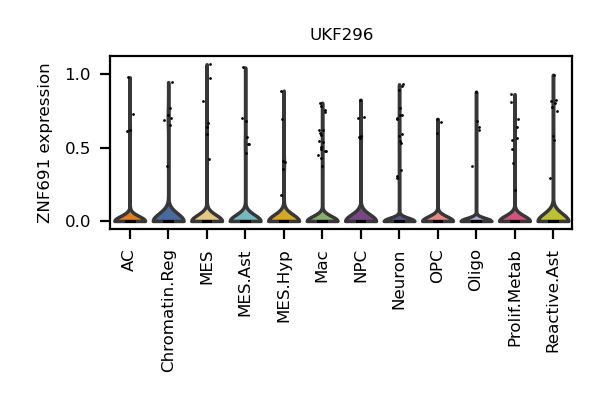 UKF296
ZNF691 expression
1.0
0.5
0.0
AC
Chromatin.Reg
MES
MES.Ast
MES.Hyp
Mac
NPC
Neuron
OPC
Oligo
Prolif.Metab
Reactive.Ast